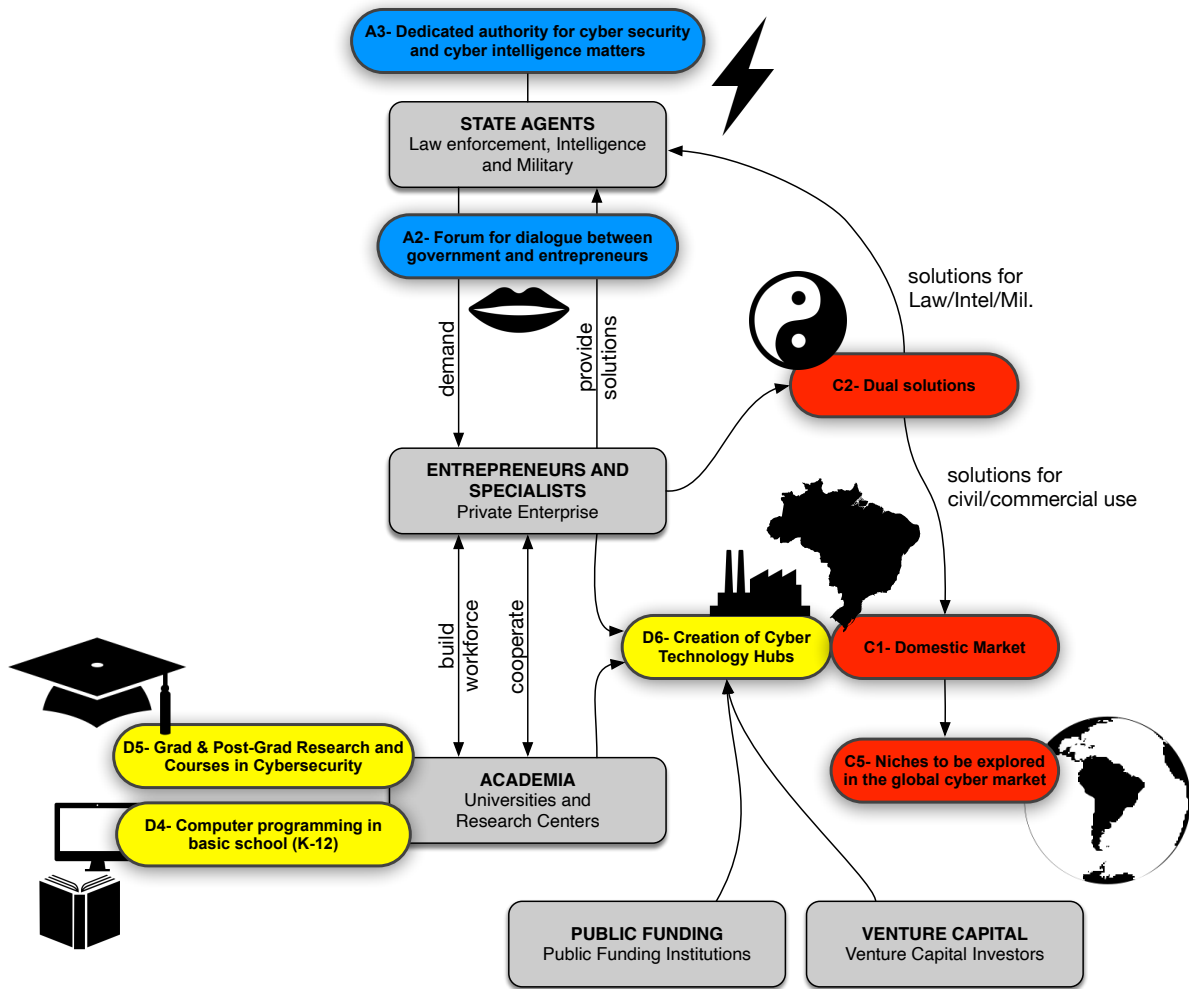 A3- Dedicated authority for cyber security
and cyber intelligence matters
STATE AGENTS
Law enforcement, Intelligence
and Military
A2- Forum for dialogue between
government and entrepreneurs
solutions for
Law/Intel/Mil.
demand
provide
solutions
C2- Dual solutions
ENTREPRENEURS AND
SPECIALISTS
Private Enterprise
solutions for
civil/commercial use
build
workforce
cooperate
D6- Creation of Cyber
Technology Hubs
C1- Domestic Market
D5- Grad & Post-Grad Research and
Courses in Cybersecurity
C5- Niches to be explored
in the global cyber market
ACADEMIA
Universities and
Research Centers
D4- Computer programming in
basic school (K-12)
PUBLIC FUNDING
Public Funding Institutions
VENTURE CAPITAL
Venture Capital Investors